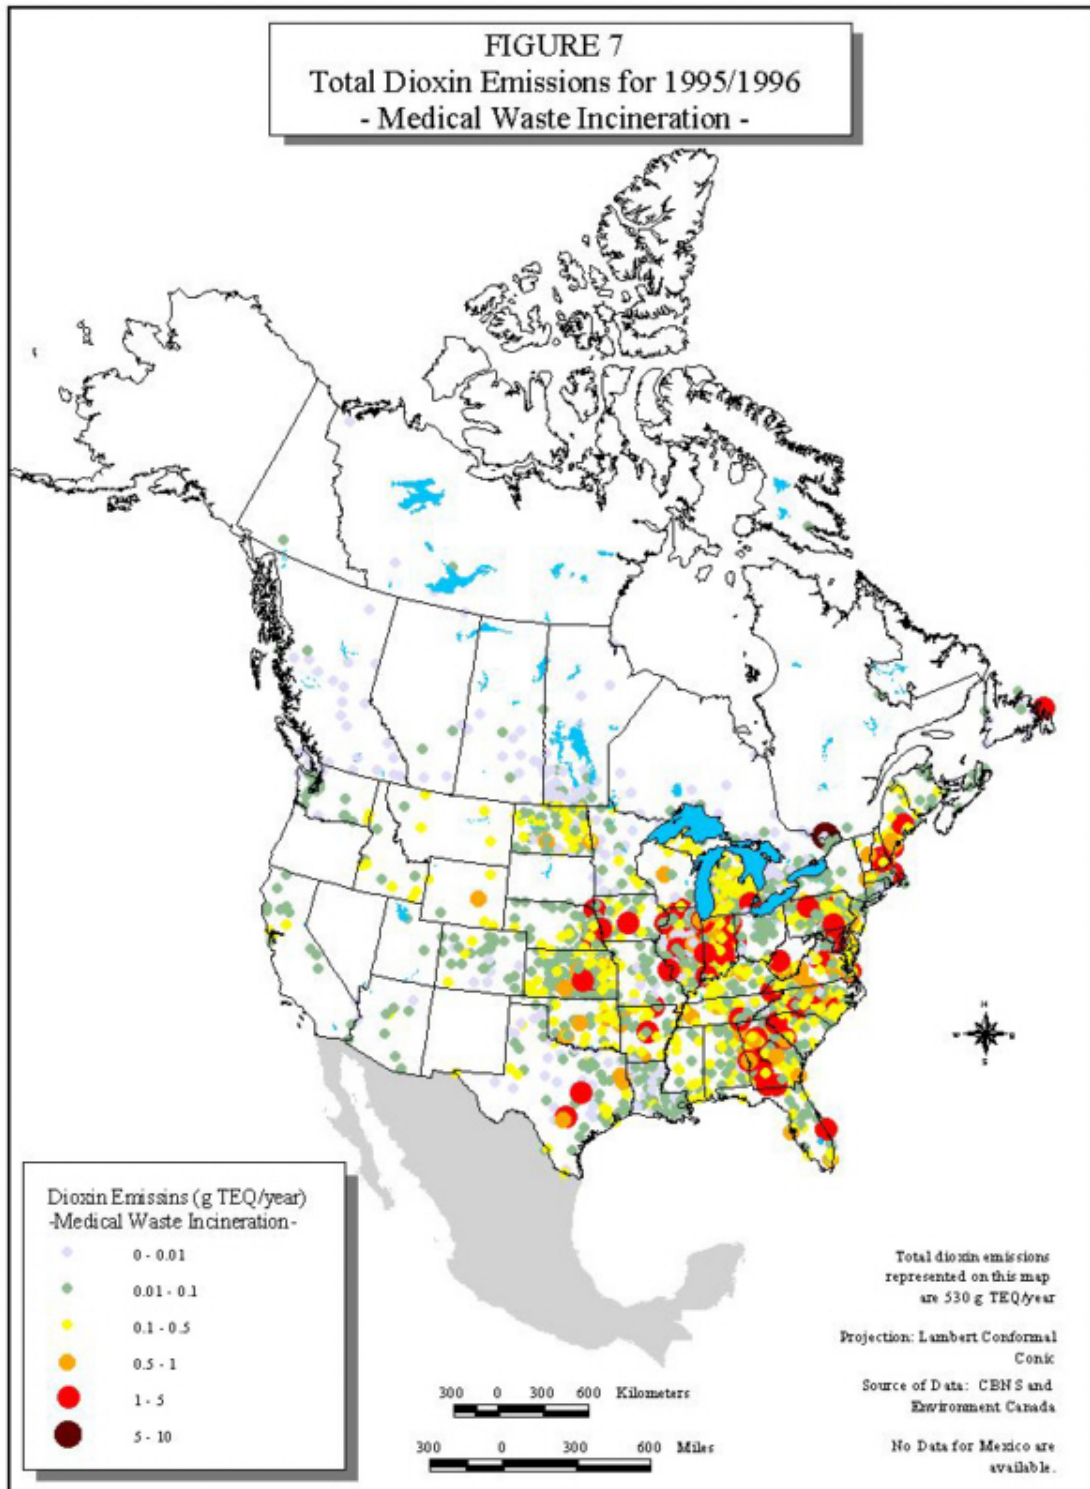 FIGURE 7
Total Dioxin Emissions for 1995/1996
- Medical Waste Incineration -
N
W
E
S
Dioxin Emissins (g TEQ/year)
-Medical Waste Incineration-
0 - 0.01
0.01 - 0.1
0.1 - 0.5
0.5 - 1
1 - 5
5 - 10
Total dioxin emissions
represented on this map
are 530 g TEQ/year
Projection: Lambert Conformal
Conic
Source of Data: CBNS and
Environment Canada
No Data for Mexico are
available.
300 0 300 600 Kilometers
300 0 300 600 Miles